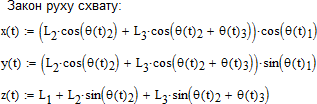 Закон руху схвату:
x(t) := (L₂·cos(θ(t)₂) + L₃·cos(θ(t)₂ + θ(t)₃))·cos(θ(t)₁)
y(t) := (L₂·cos(θ(t)₂) + L₃·cos(θ(t)₂ + θ(t)₃))·sin(θ(t)₁)
z(t) := L₁ + L₂·sin(θ(t)₂) + L₃·sin(θ(t)₂ + θ(t)₃)